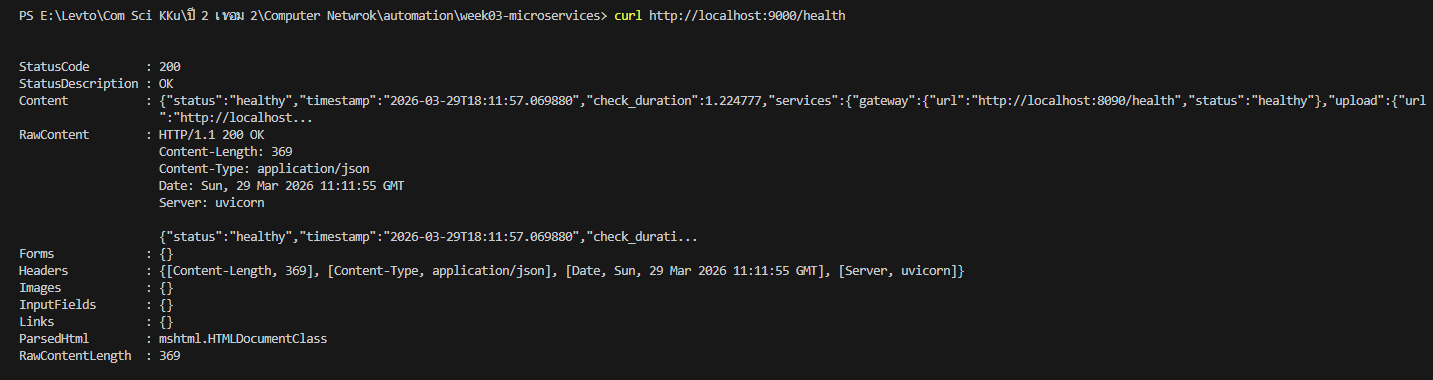 PS E:\Levto\Com Sci KKu\ปี 2 เทอม 2\Computer Netwrok\automation\week03-microservices> curl http://localhost:9000/health
StatusCode        : 200
StatusDescription : OK
Content           : {"status":"healthy","timestamp":"2026-03-29T18:11:57.069880","check_duration":1.224777,"services":{"gateway":{"url":"http://localhost:8090/health","status":"healthy"},"upload":{"url
                    ":"http://localhost...
RawContent        : HTTP/1.1 200 OK
                    Content-Length: 369
                    Content-Type: application/json
                    Date: Sun, 29 Mar 2026 11:11:55 GMT
                    Server: uvicorn
                    {"status":"healthy","timestamp":"2026-03-29T18:11:57.069880","check_durati...
Forms             : {}
Headers           : {[Content-Length, 369], [Content-Type, application/json], [Date, Sun, 29 Mar 2026 11:11:55 GMT], [Server, uvicorn]}
Images            : {}
InputFields       : {}
Links             : {}
ParsedHtml        : mshtml.HTMLDocumentClass
RawContentLength  : 369